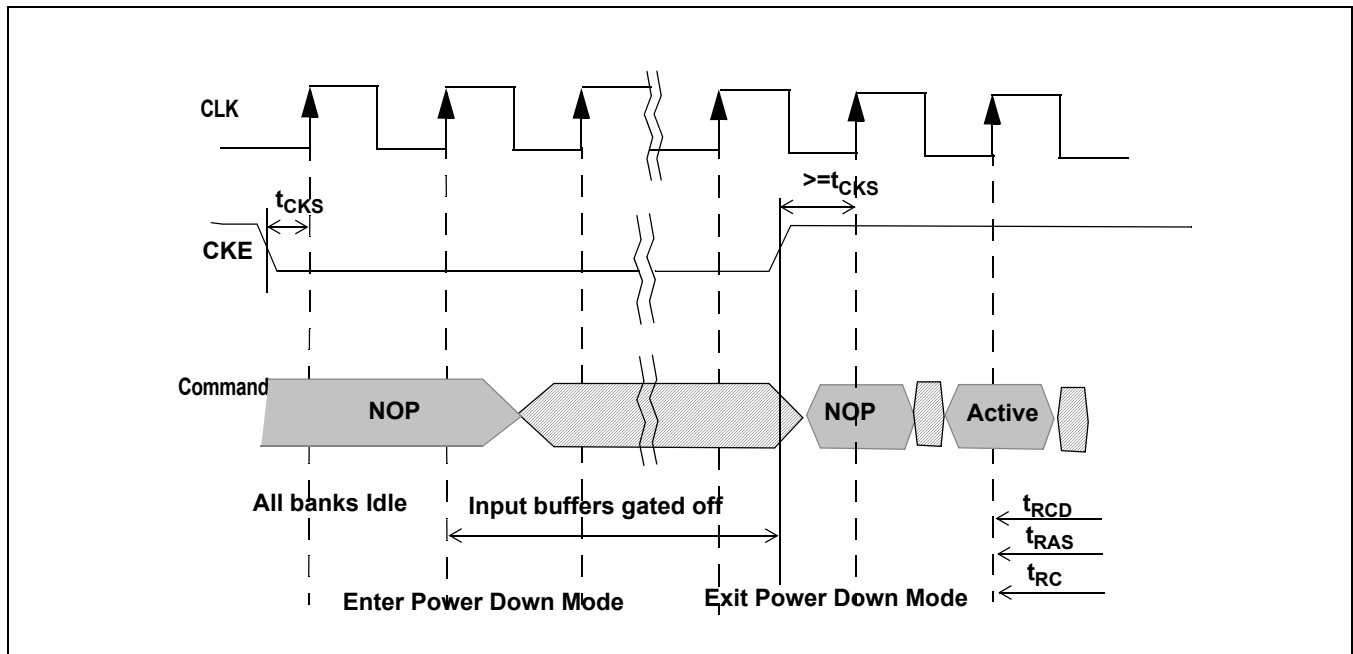 CLK
>=tCKS
tCKS
CKE
Command
NOP
NOP
Active
All banks Idle
Input buffers gated off
tRCD
tRAS
tRC
Enter Power Down Mode
Exit Power Down Mode